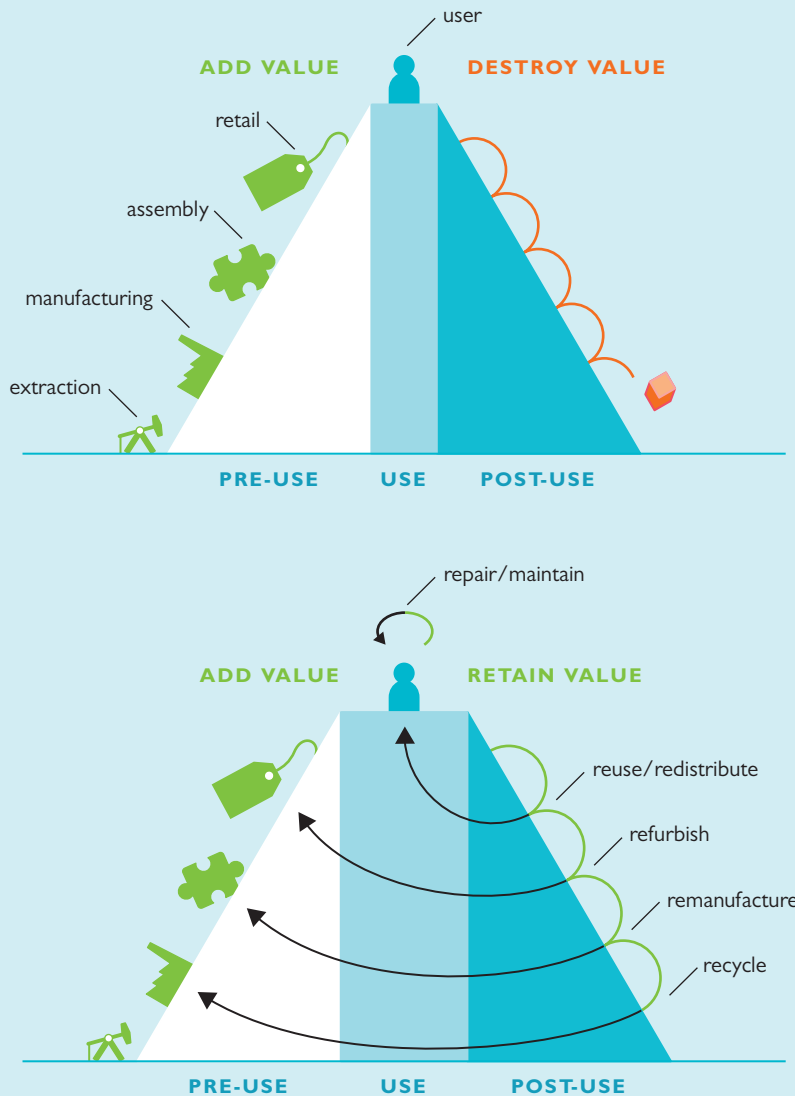 user
ADD VALUE
DESTROY VALUE
retail
assembly
manufacturing
extraction
PRE-USE
USE
POST-USE
repair/maintain
ADD VALUE
RETAIN VALUE
reuse/redistribute
refurbish
remanufacture
recycle
PRE-USE
USE
POST-USE